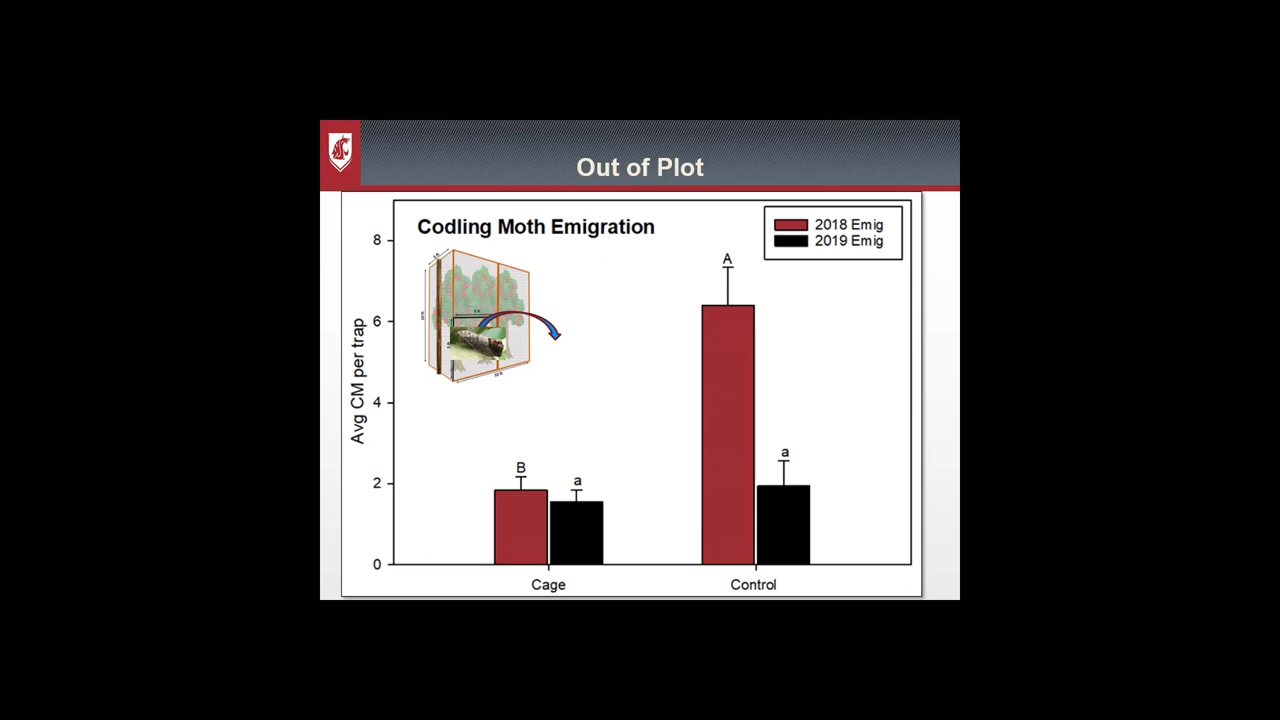 Out of Plot
Codling Moth Emigration
2018 Emig
2019 Emig
Avg CM per trap
8
6
4
2
0
B
a
A
a
Cage
Control